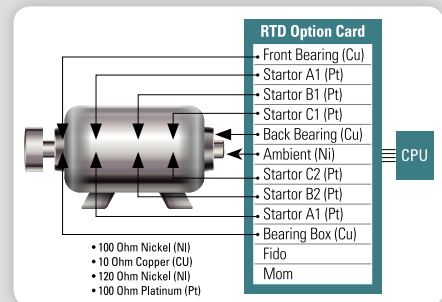 RTD Option Card
Front Bearing (Cu)
Startor A1 (Pt)
Startor B1 (Pt)
Startor C1 (Pt)
Back Bearing (Cu)
Ambient (Ni)
Startor C2 (Pt)
Startor B2 (Pt)
Startor A1 (Pt)
Bearing Box (Cu)
Fido
Mom
CPU
• 100 Ohm Nickel (NI)
• 10 Ohm Copper (CU)
• 120 Ohm Nickel (NI)
• 100 Ohm Platinum (Pt)